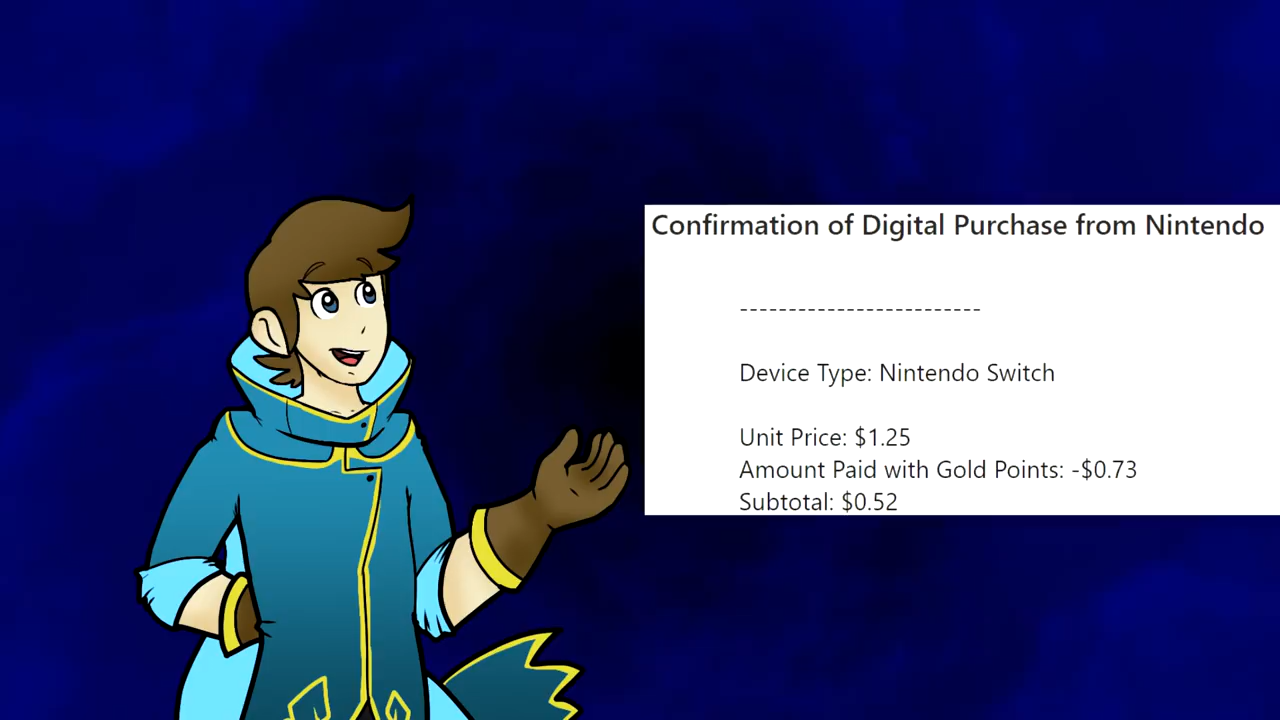 Confirmation of Digital Purchase from Nintendo
-------------------------
Device Type: Nintendo Switch
Unit Price: $1.25
Amount Paid with Gold Points: -$0.73
Subtotal: $0.52